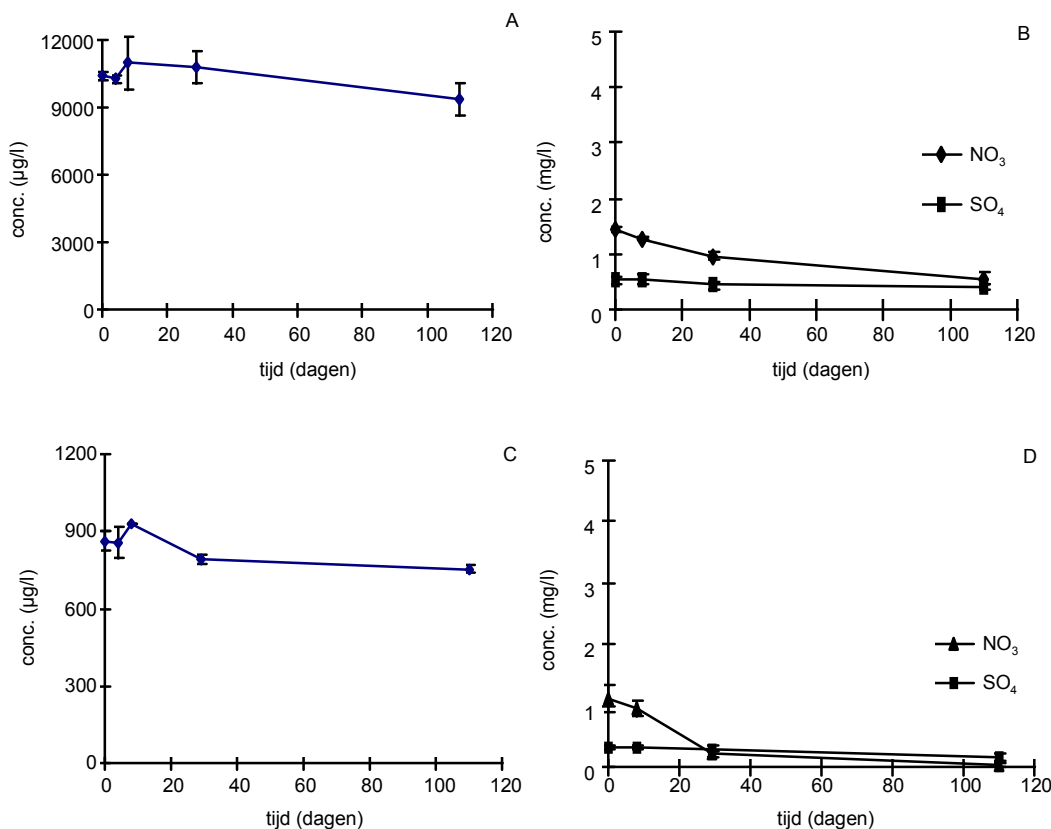 A
12000
9000
6000
3000
0
conc. (µg/l)
0 20 40 60 80 100 120
tijd (dagen)
B
5
4
3
2
1
0
conc. (mg/l)
NO₃
SO₄
0 20 40 60 80 100 120
tijd (dagen)
C
1200
900
600
300
0
conc. (µg/l)
0 20 40 60 80 100 120
tijd (dagen)
D
5
4
3
2
1
0
conc. (mg/l)
NO₃
SO₄
0 20 40 60 80 100 120
tijd (dagen)